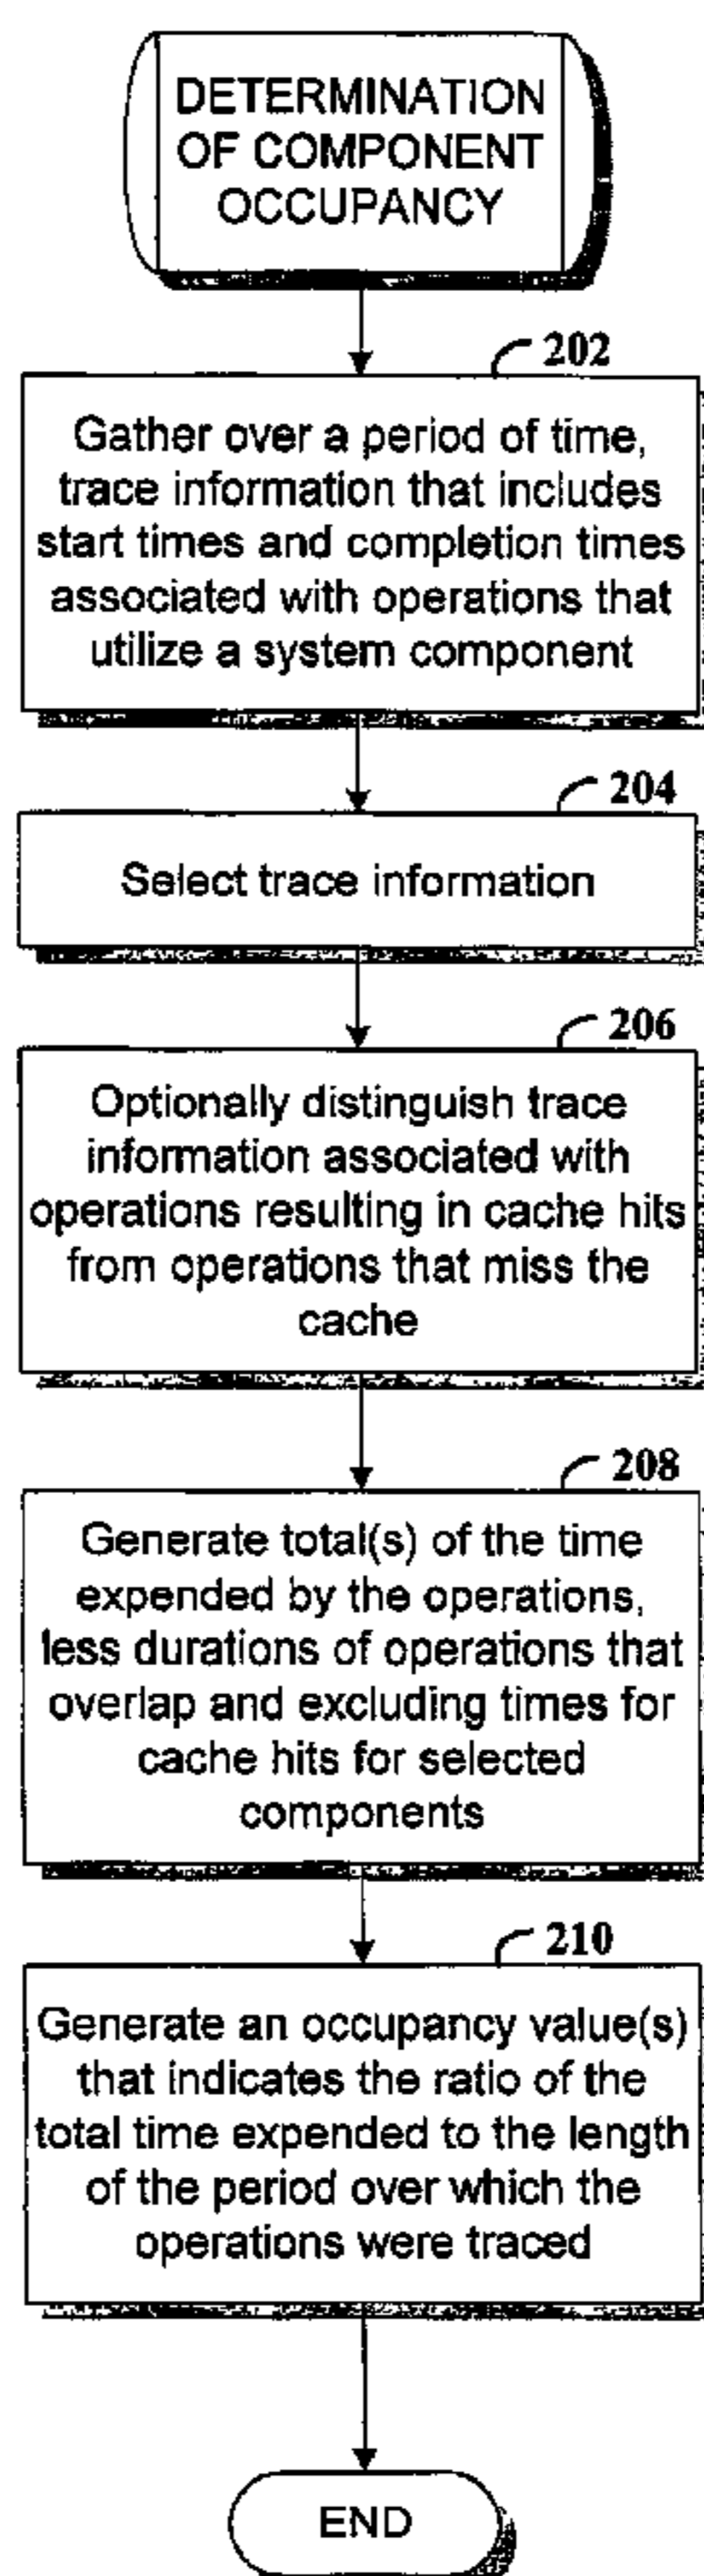 DETERMINATION
OF COMPONENT
OCCUPANCY
202
Gather over a period of time,
trace information that includes
start times and completion times
associated with operations that
utilize a system component
204
Select trace information
206
Optionally distinguish trace
information associated with
operations resulting in cache hits
from operations that miss the
cache
208
Generate total(s) of the time
expended by the operations,
less durations of operations that
overlap and excluding times for
cache hits for selected
components
210
Generate an occupancy value(s)
that indicates the ratio of the
total time expended to the length
of the period over which the
operations were traced
END